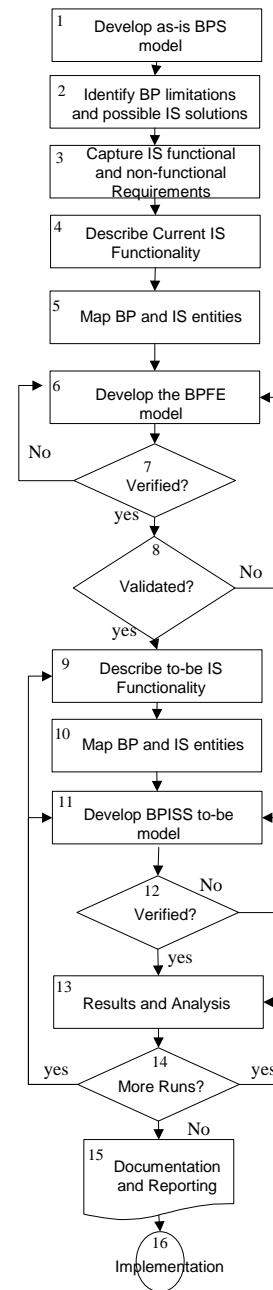 1
Develop as-is BPS
model
2
Identify BP limitations
and possible IS solutions
3
Capture IS functional
and non-functional
Requirements
4
Describe Current IS
Functionality
5
Map BP and IS entities
6
Develop the BPFE
model
No
7
Verified?
yes
8
Validated?
No
yes
9
Describe to-be IS
Functionality
10
Map BP and IS entities
11
Develop BPISS to-be
model
12
No
Verified?
yes
13
Results and Analysis
14
yes
yes
More Runs?
No
15
Documentation
and Reporting
16
Implementation